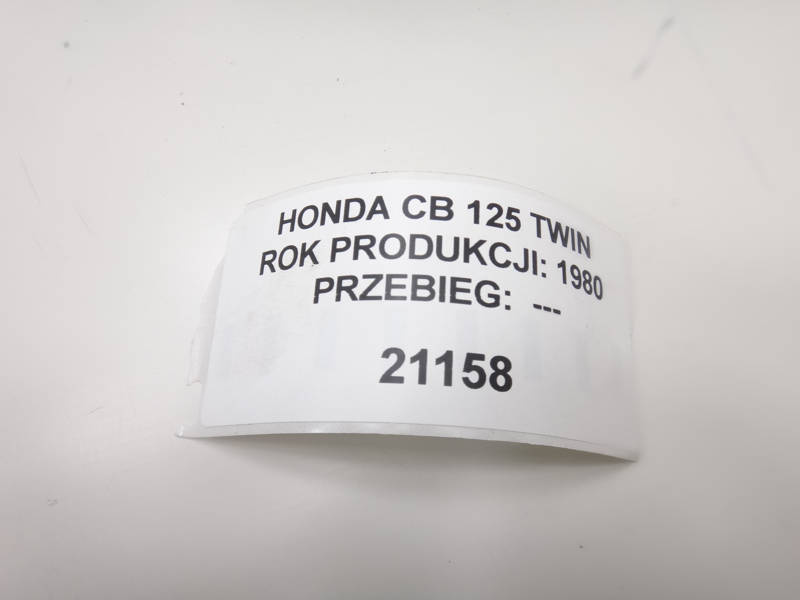 HONDA CB 125 TWIN
ROK PRODUKCJI: 1980
PRZEBIEG: ---
21158